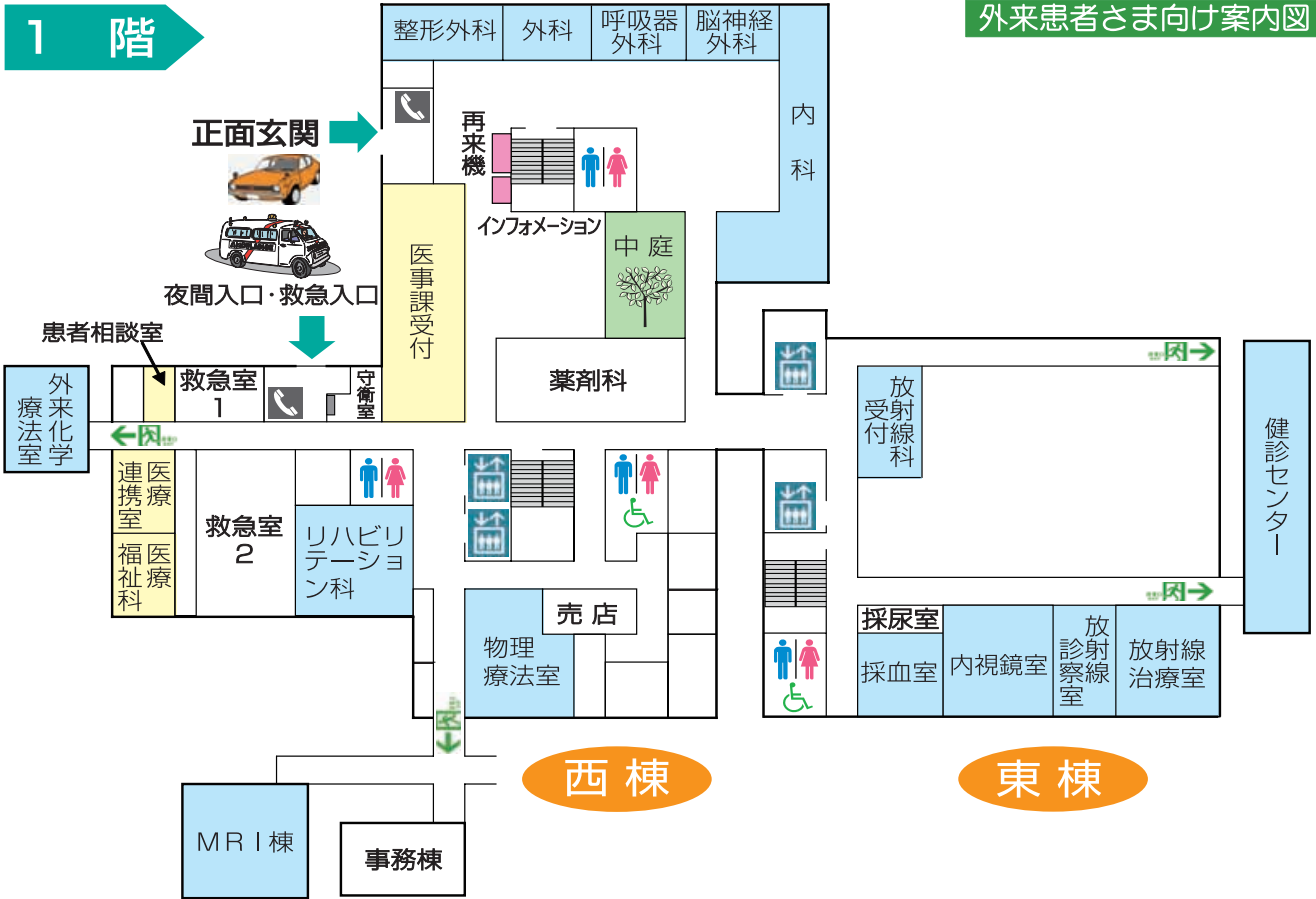 1 階
外来患者さま向け案内図
整形外科
外科
呼吸器
外科
脳神経
外科
内科
正面玄関
再来機
インフォメーション
中庭
夜間入口・救急入口
医事課受付
患者相談室
救急室
1
守衛室
薬剤科
外来化学
療法室
放射線科
受付
健診センター
医療
連携室
医療
福祉科
救急室
2
リハビリ
テーショ
ン科
売店
物理
療法室
採尿室
採血室
内視鏡室
放射線
診察室
放射線
治療室
西棟
東棟
MRI棟
事務棟